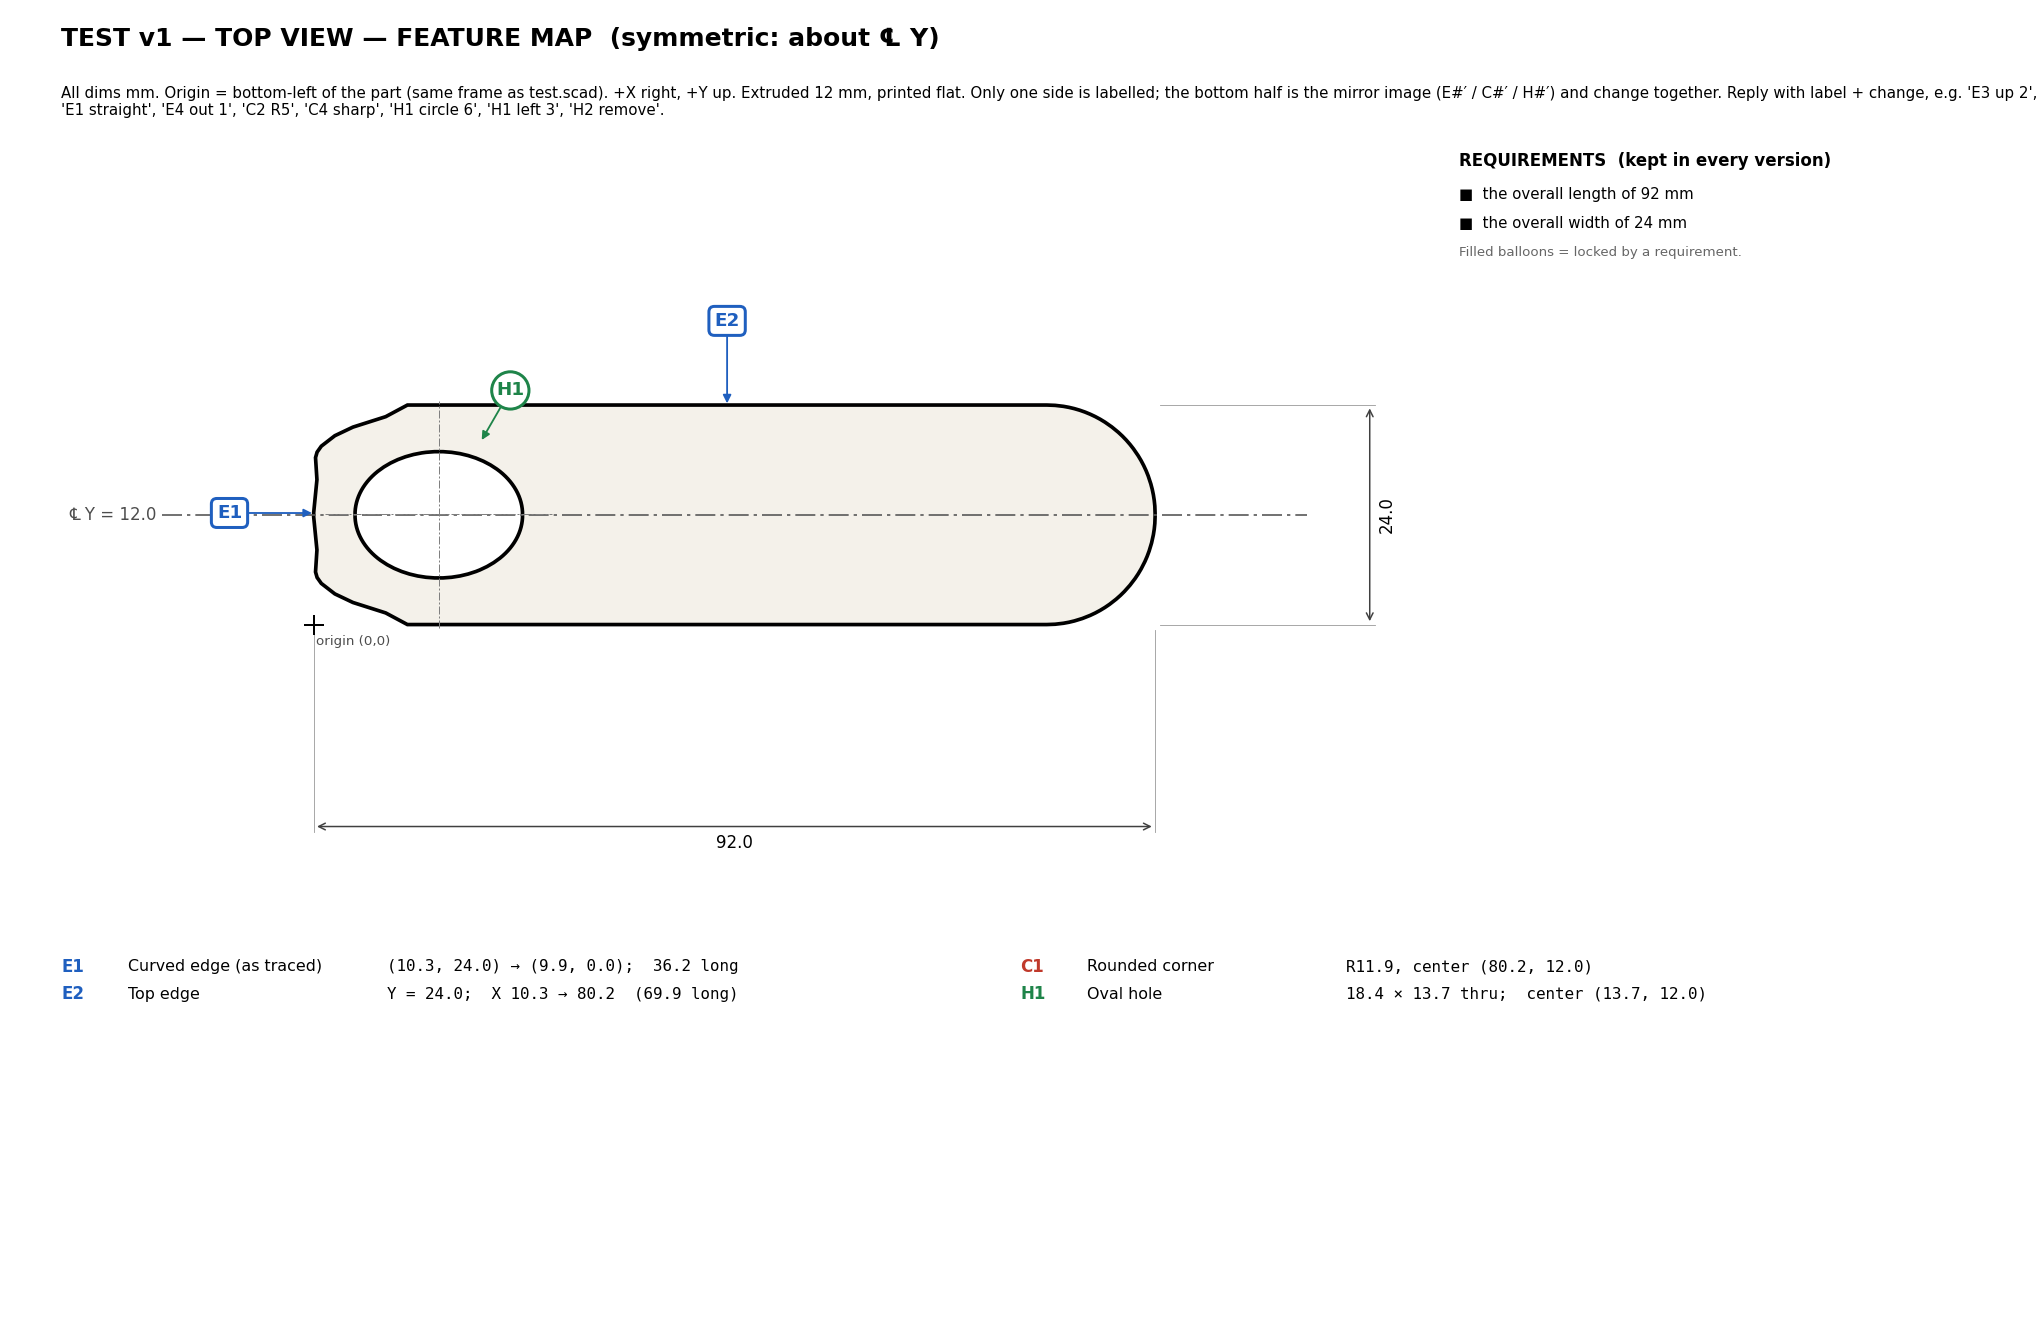 TEST v1 — TOP VIEW — FEATURE MAP (symmetric: about ℄ Y)
All dims mm. Origin = bottom-left of the part (same frame as test.scad). +X right, +Y up. Extruded 12 mm, printed flat. Only one side is labelled; the bottom half is the mirror image (E#′ / C#′ / H#′) and change together. Reply with label + change, e.g. 'E3 up 2',
'E1 straight', 'E4 out 1', 'C2 R5', 'C4 sharp', 'H1 circle 6', 'H1 left 3', 'H2 remove'.
REQUIREMENTS (kept in every version)
■ the overall length of 92 mm
■ the overall width of 24 mm
Filled balloons = locked by a requirement.
E2
H1
℄ Y = 12.0
E1
24.0
origin (0,0)
92.0
E1 Curved edge (as traced) (10.3, 24.0) → (9.9, 0.0); 36.2 long
E2 Top edge Y = 24.0; X 10.3 → 80.2 (69.9 long)
C1 Rounded corner R11.9, center (80.2, 12.0)
H1 Oval hole 18.4 × 13.7 thru; center (13.7, 12.0)